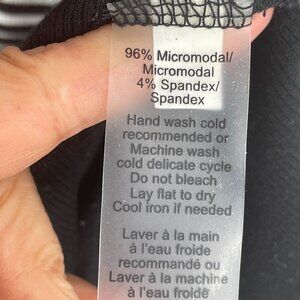 96% Micromodal/
Micromodal
4% Spandex/
Spandex
Hand wash cold
recommended or
Machine wash
cold delicate cycle
Do not bleach
Lay flat to dry
Cool iron if needed
Laver à la main
à l'eau froide
recommandé ou
Laver à la machine
à l'eau froide